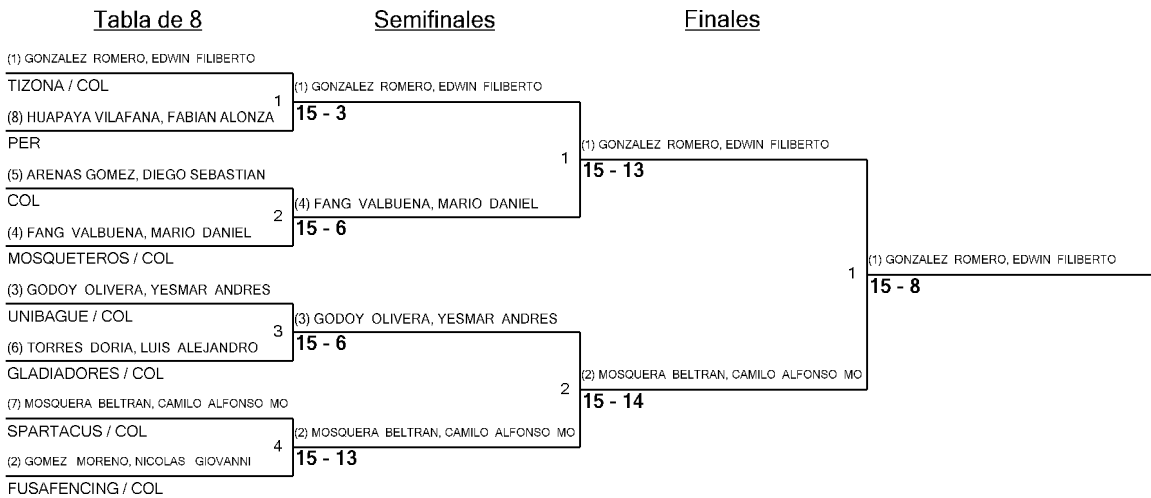 Tabla de 8
Semifinales
Finales
(1) GONZALEZ ROMERO, EDWIN FILIBERTO
TIZONA / COL
1
(8) HUAPAYA VILAFANA, FABIAN ALONZA
PER
(5) ARENAS GOMEZ, DIEGO SEBASTIAN
COL
2
(4) FANG VALBUENA, MARIO DANIEL
MOSQUETEROS / COL
(3) GODOY OLIVERA, YESMAR ANDRES
UNIBAGUE / COL
3
(6) TORRES DORIA, LUIS ALEJANDRO
GLADIADORES / COL
(7) MOSQUERA BELTRAN, CAMILO ALFONSO MO
SPARTACUS / COL
4
(2) GOMEZ MORENO, NICOLAS GIOVANNI
FUSAFENCING / COL
(1) GONZALEZ ROMERO, EDWIN FILIBERTO
15 - 3
1
(4) FANG VALBUENA, MARIO DANIEL
15 - 6
(3) GODOY OLIVERA, YESMAR ANDRES
15 - 6
2
(2) MOSQUERA BELTRAN, CAMILO ALFONSO MO
15 - 13
(1) GONZALEZ ROMERO, EDWIN FILIBERTO
15 - 13
1
(2) MOSQUERA BELTRAN, CAMILO ALFONSO MO
15 - 14
(1) GONZALEZ ROMERO, EDWIN FILIBERTO
15 - 8